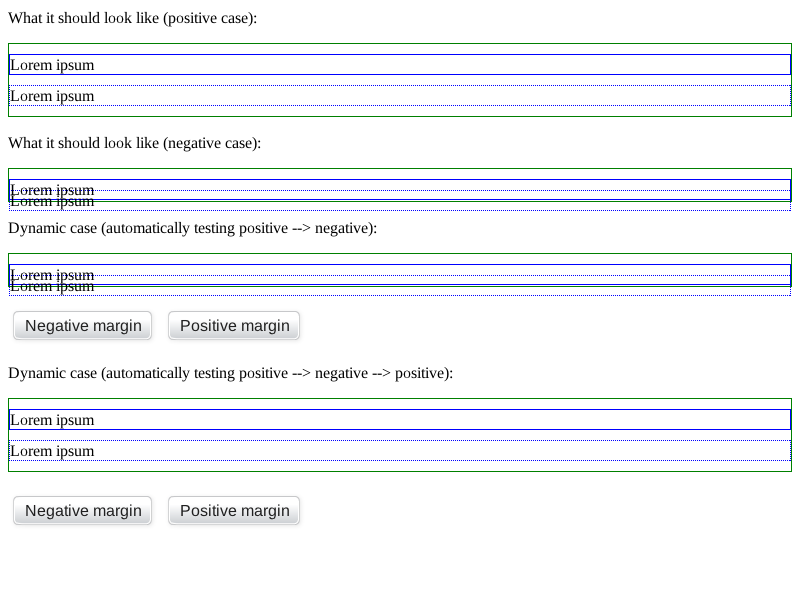 What it should look like (positive case):
Lorem ipsum
Lorem ipsum
What it should look like (negative case):
Lorem ipsum
Lorem ipsum
Dynamic case (automatically testing positive --> negative):
Lorem ipsum
Lorem ipsum
Negative margin Positive margin
Dynamic case (automatically testing positive --> negative --> positive):
Lorem ipsum
Lorem ipsum
Negative margin Positive margin